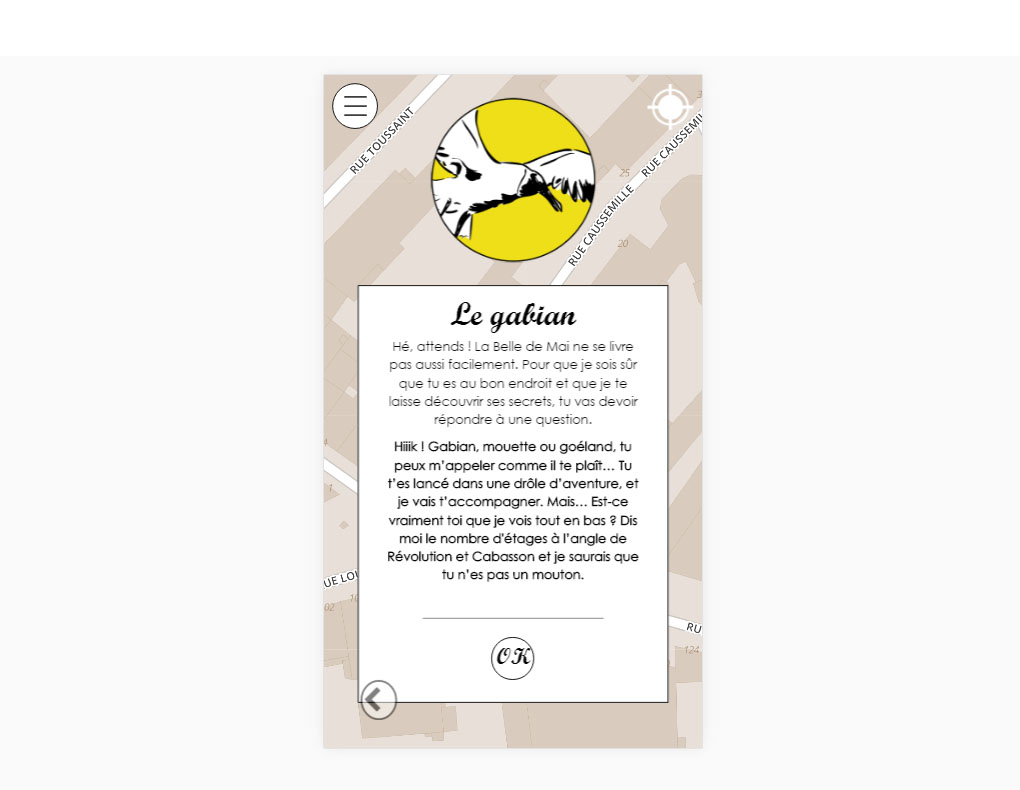 RUE TOUSSAINT
RUE CAUSSEMI
25
RUE CAUSSEMILLE
20
Le gabian
Hé, attends ! La Belle de Mai ne se livre
pas aussi facilement. Pour que je sois sûr
que tu es au bon endroit et que je te
laisse découvrir ses secrets, tu vas devoir
répondre à une question.
Hiiik ! Gabian, mouette ou goéland, tu
peux m’appeler comme il te plaît… Tu
t’es lancé dans une drôle d’aventure, et
je vais t’accompagner. Mais… Est-ce
vraiment toi que je vois tout en bas ? Dis
moi le nombre d'étages à l’angle de
Révolution et Cabasson et je saurais que
tu n’es pas un mouton.
4
1
UE LOU
02
10
RU
124
OK